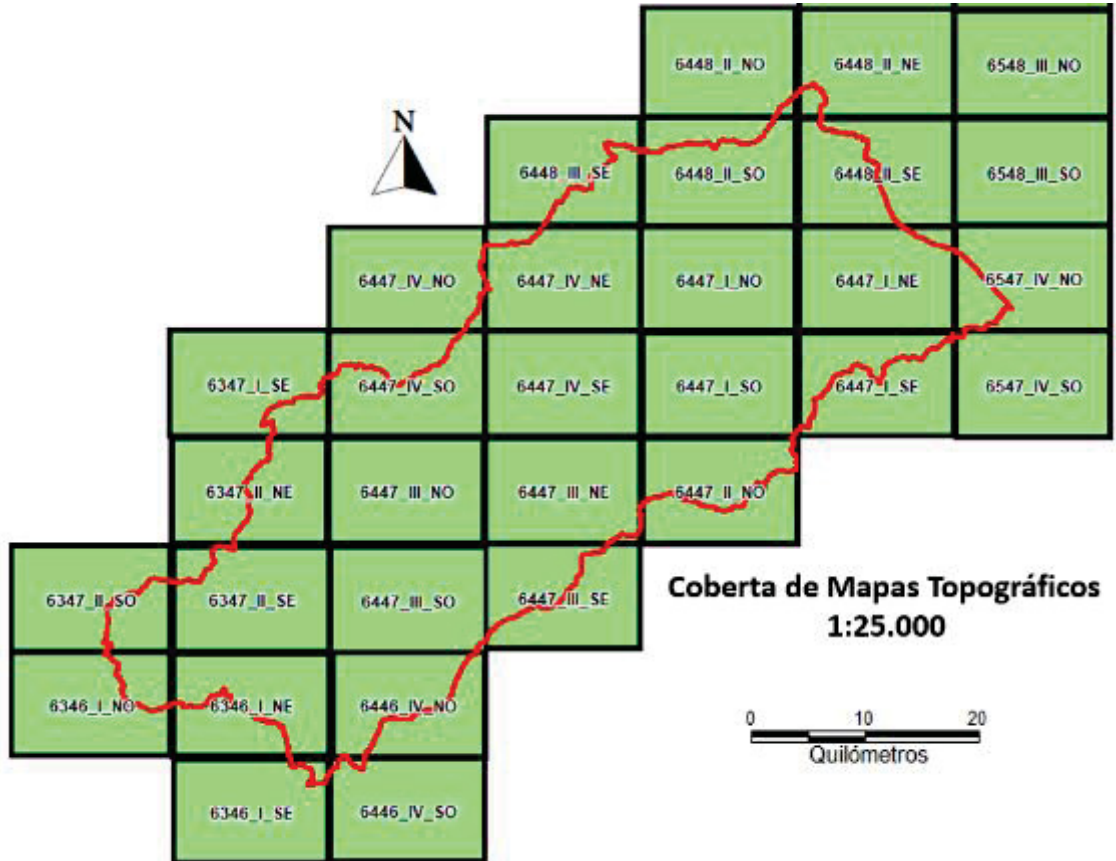 6448_II_NO
6448_II_NE
6548_III_NO
N
6448_III_SE
6448_II_SO
6448_II_SE
6548_III_SO
6447_IV_NO
6447_IV_NE
6447_I_NO
6447_I_NE
6547_IV_NO
6347_I_SE
6447_IV_SO
6447_IV_SE
6447_I_SO
6447_I_SE
6547_IV_SO
6347_II_NE
6447_III_NO
6447_III_NE
6447_II_NO
6347_II_SO
6347_II_SE
6447_III_SO
6447_III_SE
Coberta de Mapas Topográficos
1:25.000
6346_I_NO
6346_I_NE
6446_IV_NO
0 10 20
Quilómetros
6346_I_SE
6446_IV_SO